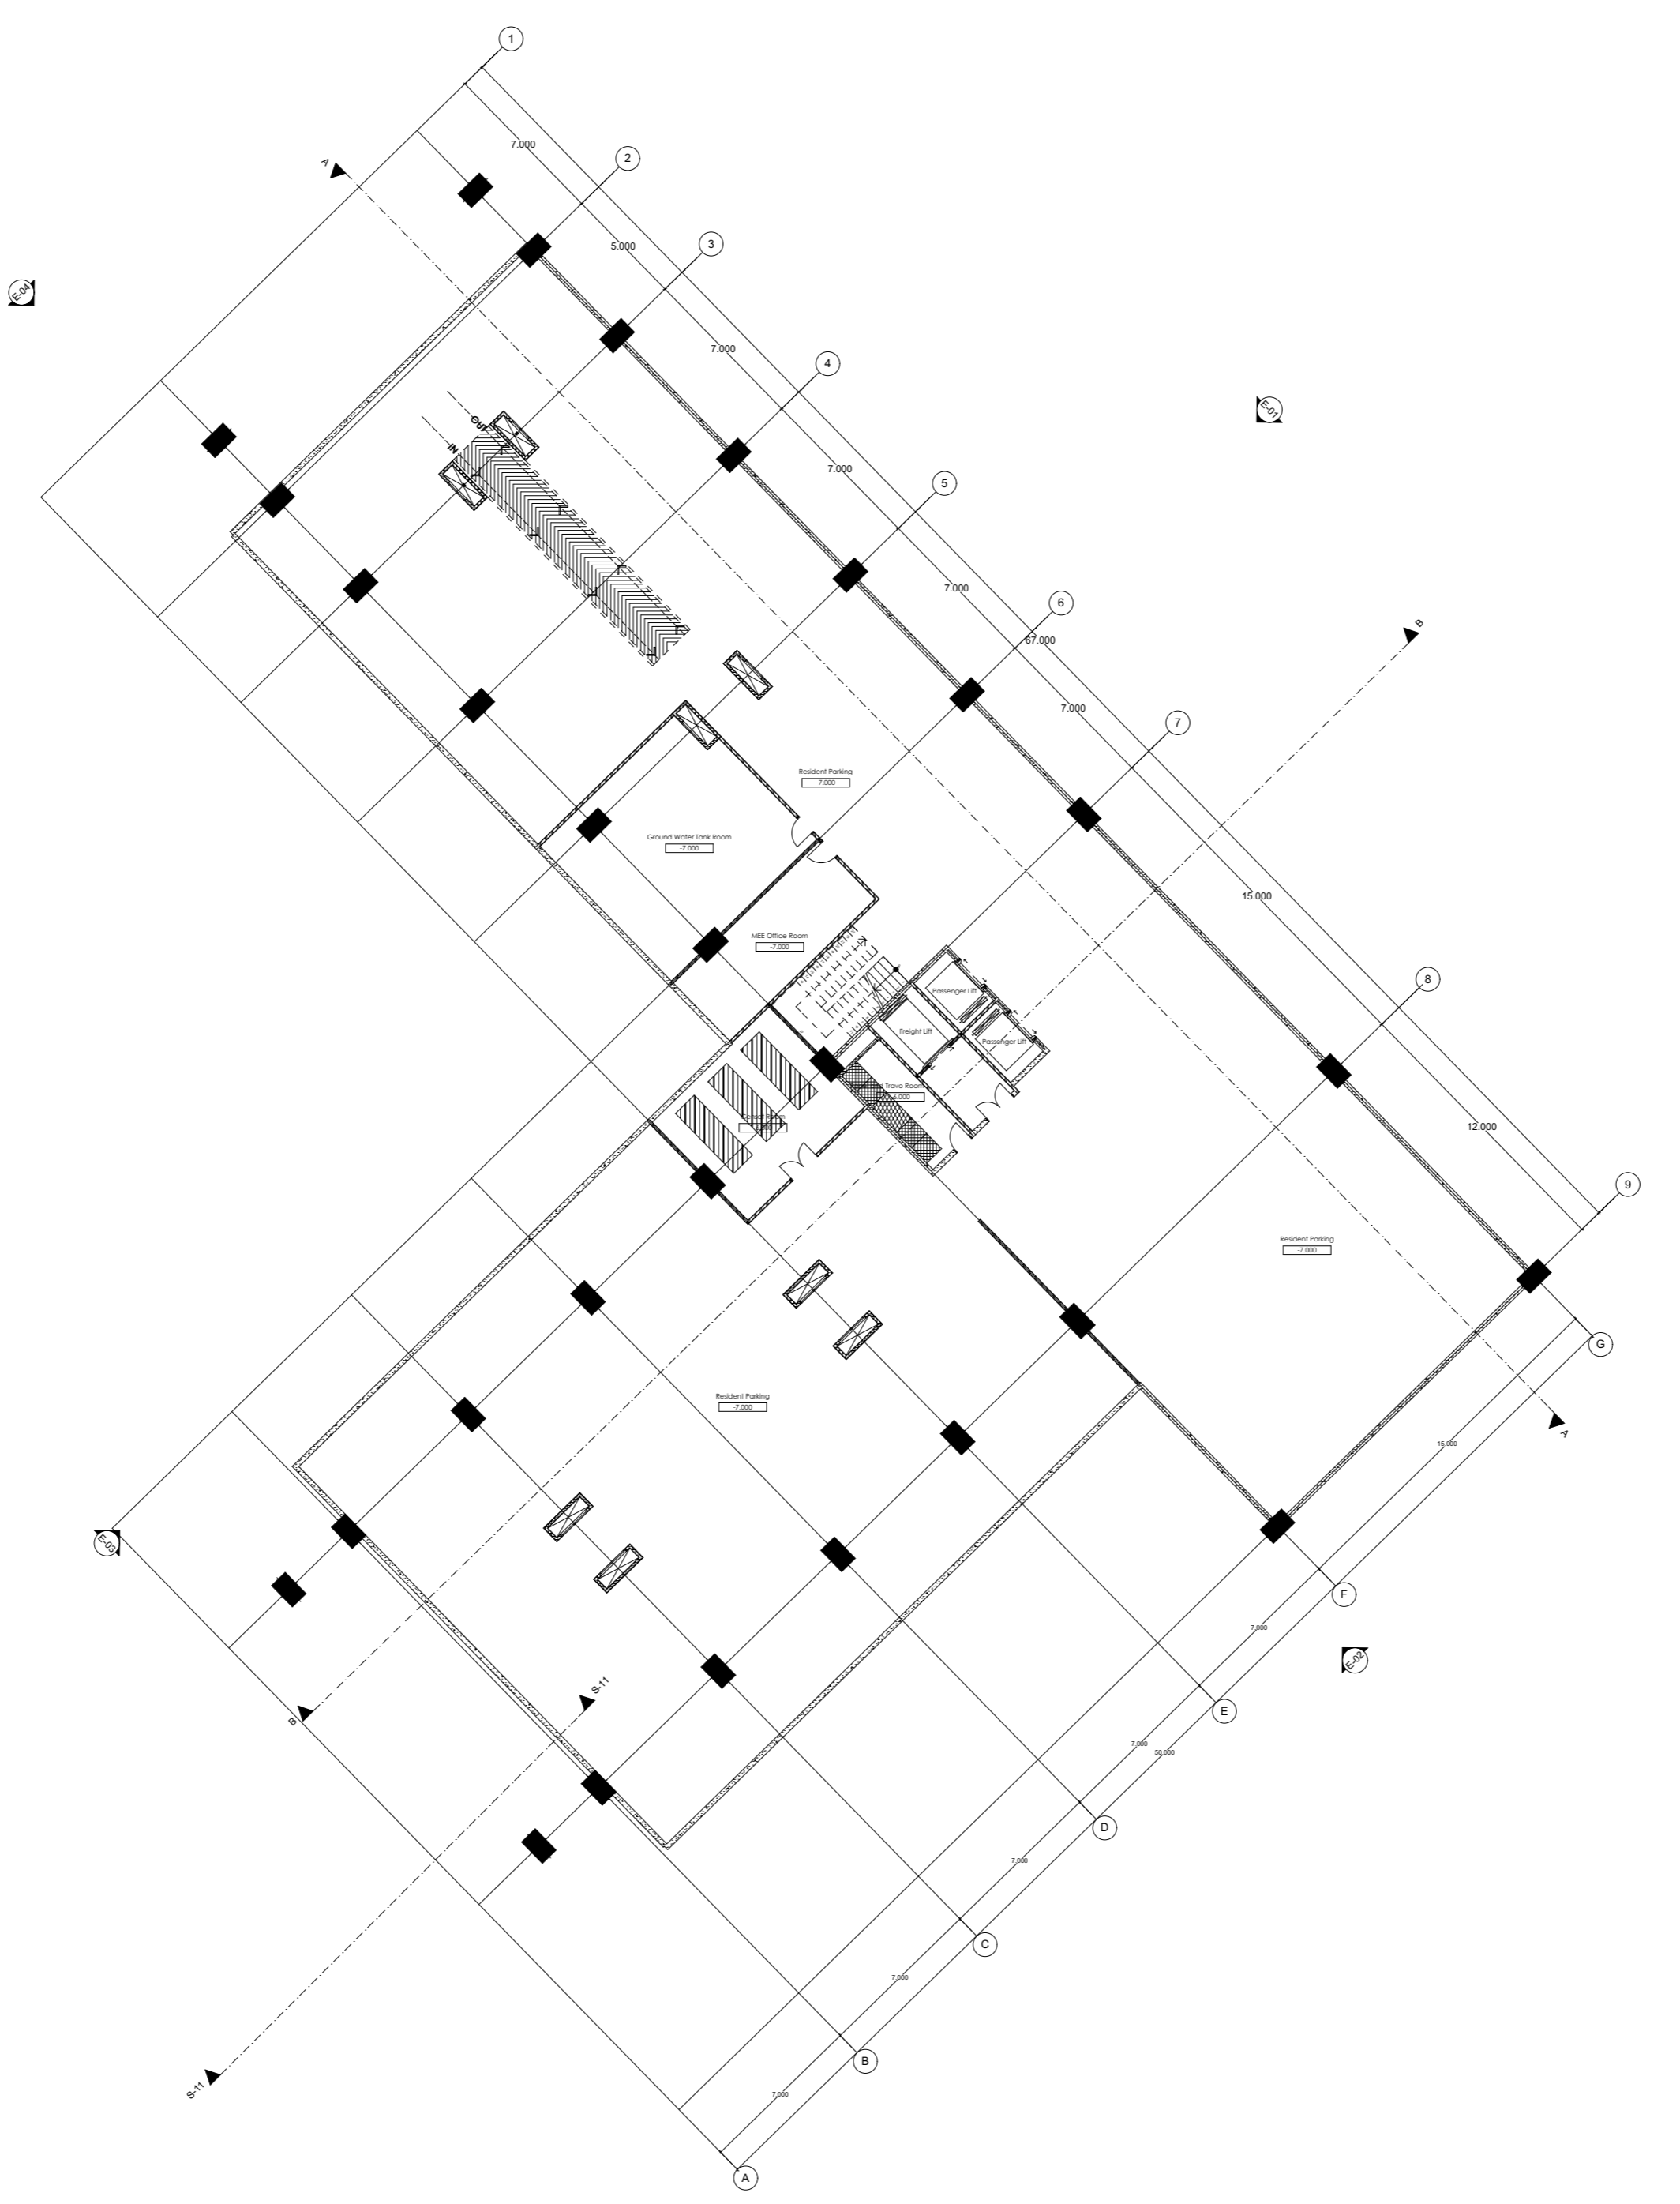 1
7.000
A
2
5.000
3
E-04
7.000
4
E-01
OUT
IN
7.000
5
7.000
6
B
67.000
7.000
7
Resident Parking
-7.000
Ground Water Tank Room
-7.000
15.000
MEE Office Room
-7.000
8
Passenger Lift
Freight Lift
Passenger Lift
Travo Room
12.000
9
Resident Parking
-7.000
G
Resident Parking
-7.000
A
15.000
E-03
F
7.000
E-02
S-11
B
E
7.000
50.000
D
7.000
C
7.000
B
S-11
7.000
A